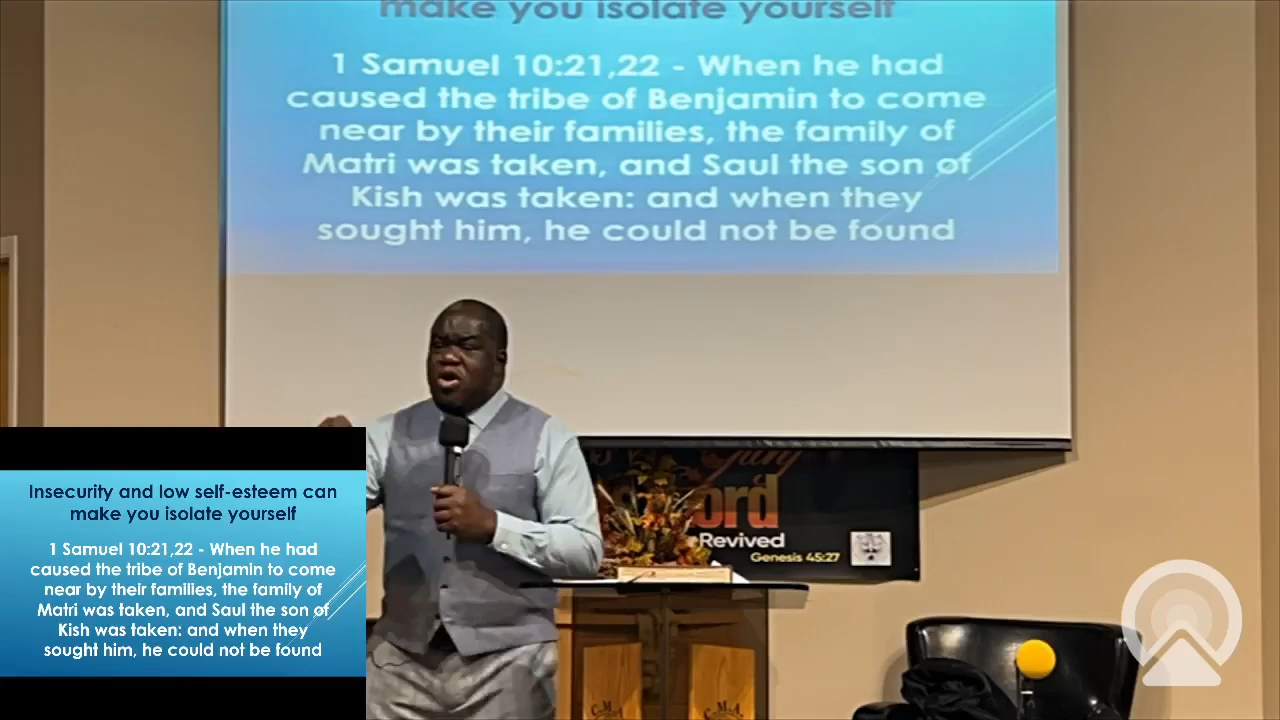 make you isolate yourself
1 Samuel 10:21,22 - When he had
caused the tribe of Benjamin to come
near by their families, the family of
Matri was taken, and Saul the son of
Kish was taken: and when they
sought him, he could not be found
ord
Revived
Genesis 45:27
Insecurity and low self-esteem can
make you isolate yourself
1 Samuel 10:21,22 - When he had
caused the tribe of Benjamin to come
near by their families, the family of
Matri was taken, and Saul the son of
Kish was taken: and when they
sought him, he could not be found
C.M.A.
C.M.A.